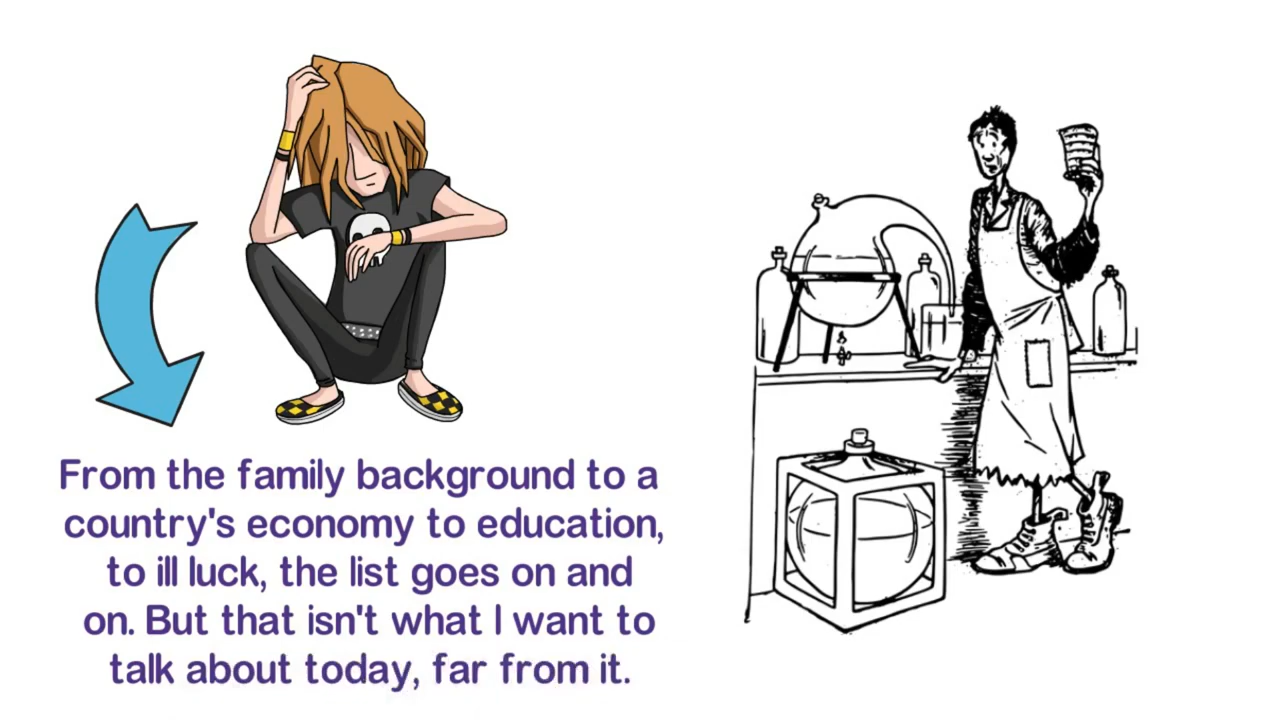 From the family background to a
country's economy to education,
to ill luck, the list goes on and
on. But that isn't what I want to
talk about today, far from it.